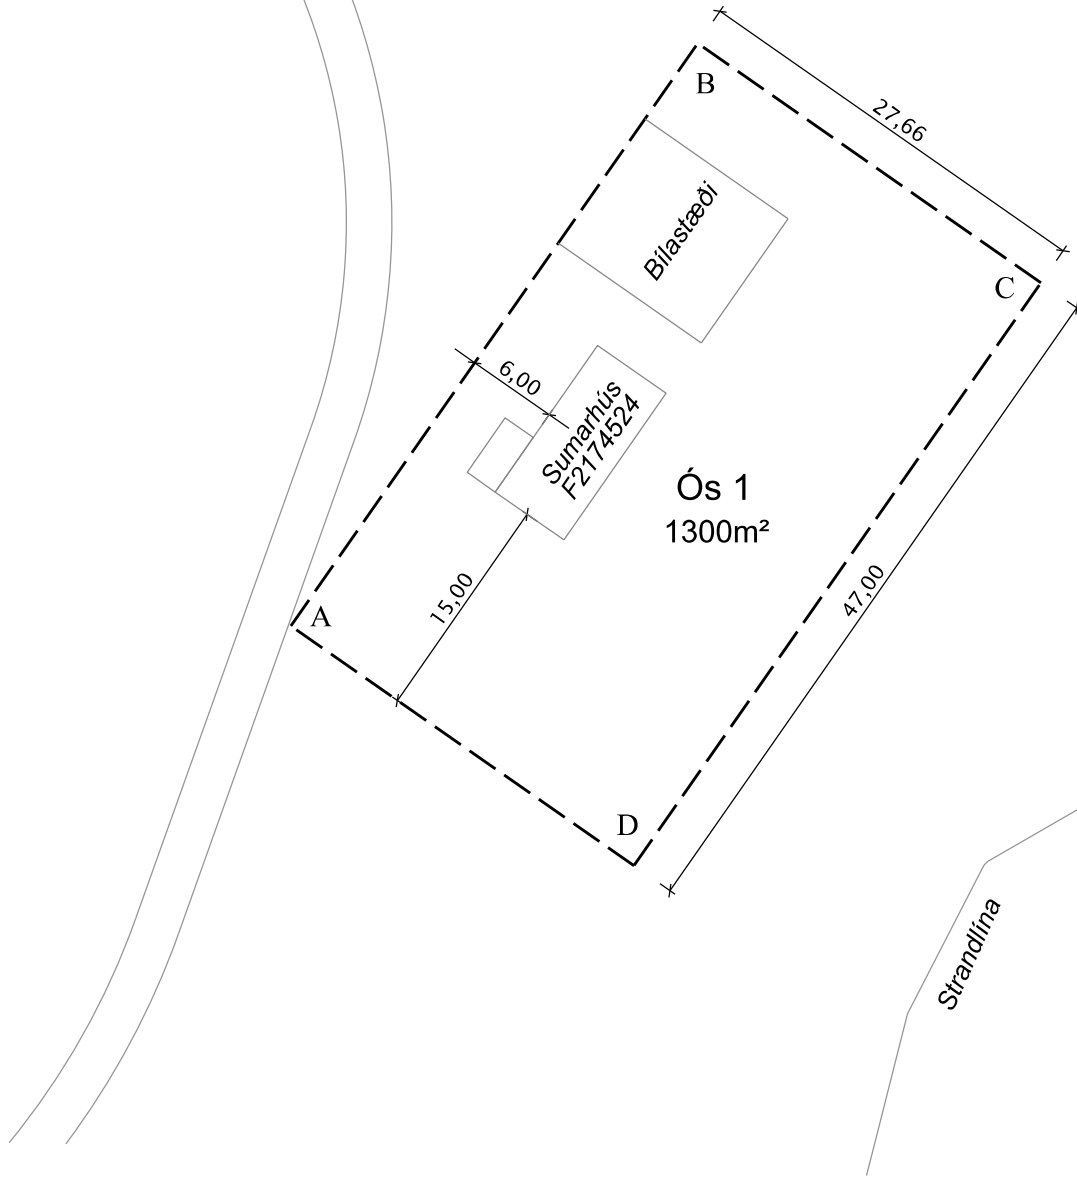 B
27,66
Bílastæði
C
6,00
Sumarhús
F2174524
Ós 1
1300m²
47,00
15,00
A
D
Strandlína